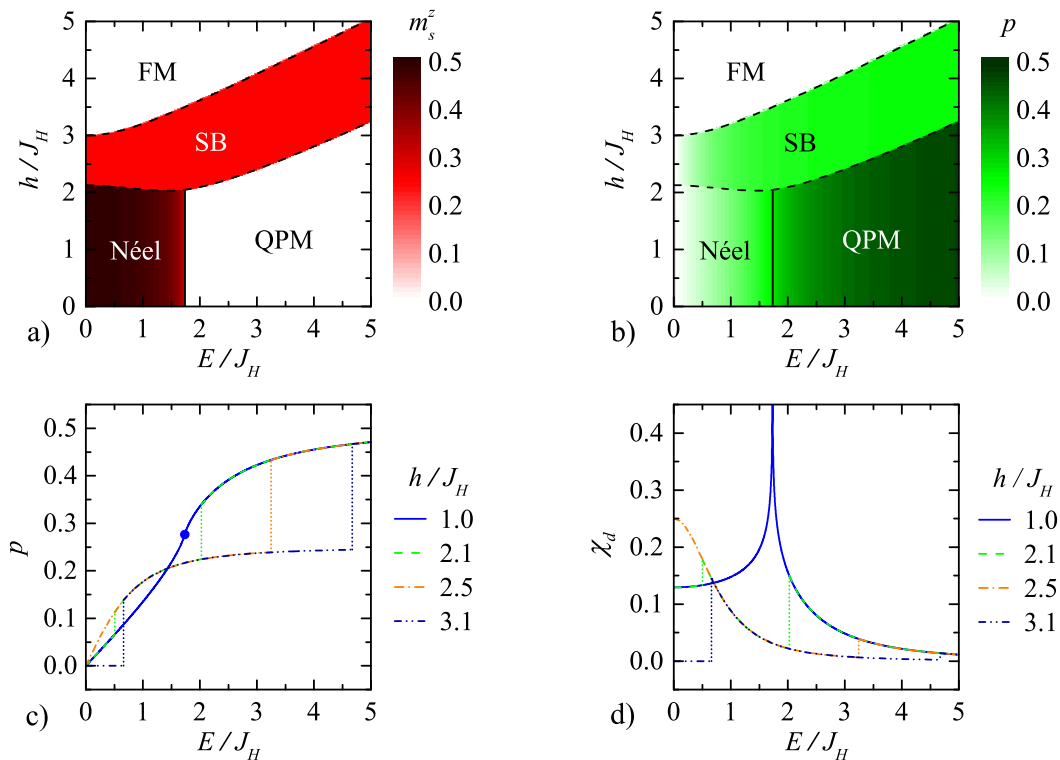 5
4
3
2
1
0
h / J_H
FM
SB
Néel
QPM
0 1 2 3 4 5
a) E / J_H
m_s^z
0.5
0.4
0.3
0.2
0.1
0.0
5
4
3
2
1
0
h / J_H
FM
SB
Néel
QPM
0 1 2 3 4 5
b) E / J_H
p
0.5
0.4
0.3
0.2
0.1
0.0
0.5
0.4
0.3
0.2
0.1
0.0
p
0 1 2 3 4 5
c) E / J_H
h / J_H
1.0
2.1
2.5
3.1
0.4
0.3
0.2
0.1
0.0
χ_d
0 1 2 3 4 5
d) E / J_H
h / J_H
1.0
2.1
2.5
3.1